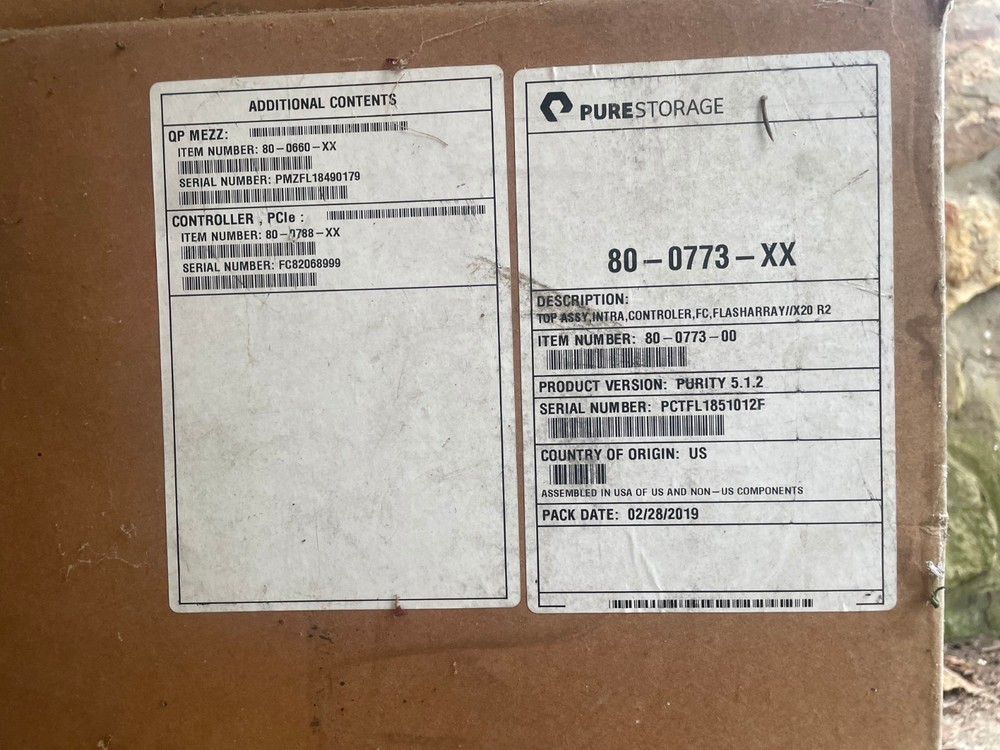 ADDITIONAL CONTENTS
QP MEZZ:
ITEM NUMBER: 80-0660-XX
SERIAL NUMBER: PMZFL18490179
CONTROLLER, PCIe :
ITEM NUMBER: 80-0788-XX
SERIAL NUMBER: FC82068999
PURESTORAGE
80-0773-XX
DESCRIPTION:
TOP ASSY,INTRA,CONTROLER,FC,FLASHARRAY//X20 R2
ITEM NUMBER: 80-0773-00
PRODUCT VERSION: PURITY 5.1.2
SERIAL NUMBER: PCTFL1851012F
COUNTRY OF ORIGIN: US
ASSEMBLED IN USA OF US AND NON-US COMPONENTS
PACK DATE: 02/28/2019